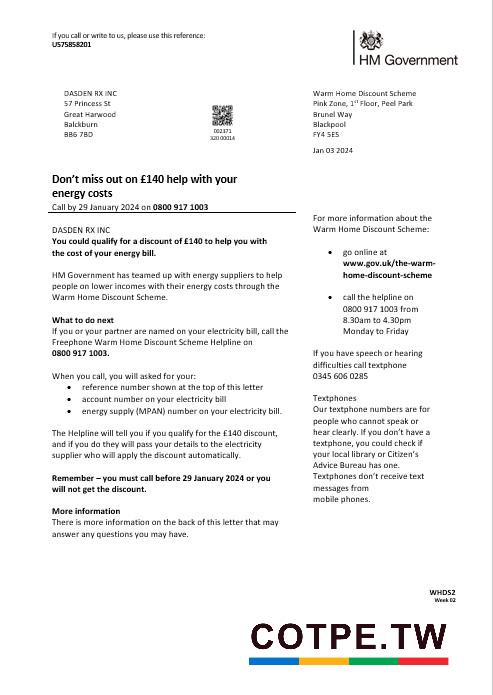 If you call or write to us, please use this reference:
US75858201
HM Government
DASDEN RX INC
57 Princess St
Great Harwood
Balckburn
BB6 7BD
002371
320 00014
Warm Home Discount Scheme
Pink Zone, 1st Floor, Peel Park
Brunel Way
Blackpool
FY4 5ES
Jan 03 2024
Don't miss out on £140 help with your
energy costs
Call by 29 January 2024 on 0800 917 1003
DASDEN RX INC
You could qualify for a discount of £140 to help you with
the cost of your energy bill.
HM Government has teamed up with energy suppliers to help
people on lower incomes with their energy costs through the
Warm Home Discount Scheme.
What to do next
If you or your partner are named on your electricity bill, call the
Freephone Warm Home Discount Scheme Helpline on
0800 917 1003.
When you call, you will asked for your:
• reference number shown at the top of this letter
• account number on your electricity bill
• energy supply (MPAN) number on your electricity bill.
The Helpline will tell you if you qualify for the £140 discount,
and if you do they will pass your details to the electricity
supplier who will apply the discount automatically.
Remember – you must call before 29 January 2024 or you
will not get the discount.
More information
There is more information on the back of this letter that may
answer any questions you may have.
For more information about the
Warm Home Discount Scheme:
• go online at
www.gov.uk/the-warm-
home-discount-scheme
• call the helpline on
0800 917 1003 from
8.30am to 4.30pm
Monday to Friday
If you have speech or hearing
difficulties call textphone
0345 606 0285
Textphones
Our textphone numbers are for
people who cannot speak or
hear clearly. If you don't have a
textphone, you could check if
your local library or Citizen's
Advice Bureau has one.
Textphones don't receive text
messages from
mobile phones.
WHDS2
Week 02
COTPE.TW